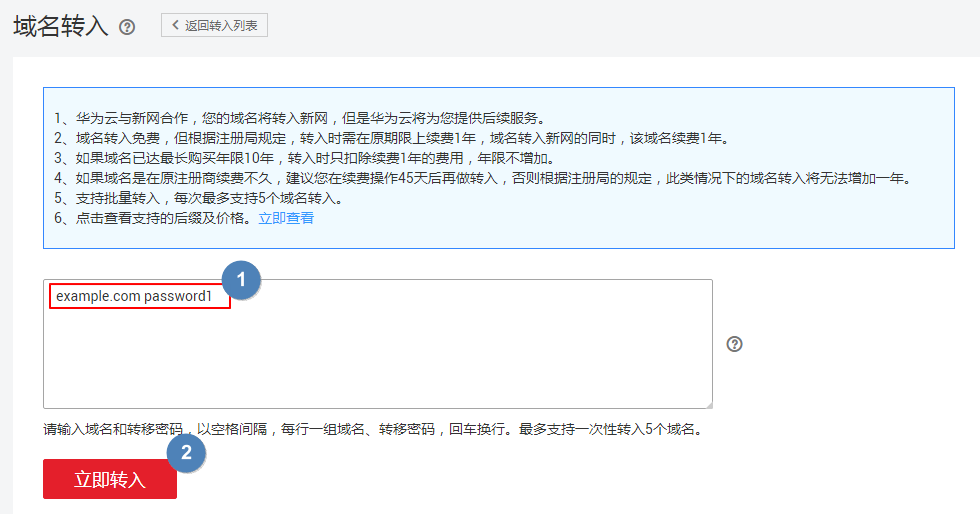 域名转入 ?
返回转入列表
1、华为云与新网合作，您的域名将转入新网，但是华为云将为您提供后续服务。
2、域名转入免费，但根据注册局规定，转入时需在原期限上续费1年，域名转入新网的同时，该域名续费1年。
3、如果域名已达最长购买年限10年，转入时只扣除续费1年的费用，年限不增加。
4、如果域名是在原注册商续费不久，建议您在续费操作45天后再做转入，否则根据注册局的规定，此类情况下的域名转入将无法增加一年。
5、支持批量转入，每次最多支持5个域名转入。
6、点击查看支持的后缀及价格。立即查看
1
example.com password1
?
请输入域名和转移密码，以空格间隔，每行一组域名、转移密码，回车换行。最多支持一次性转入5个域名。
2
立即转入